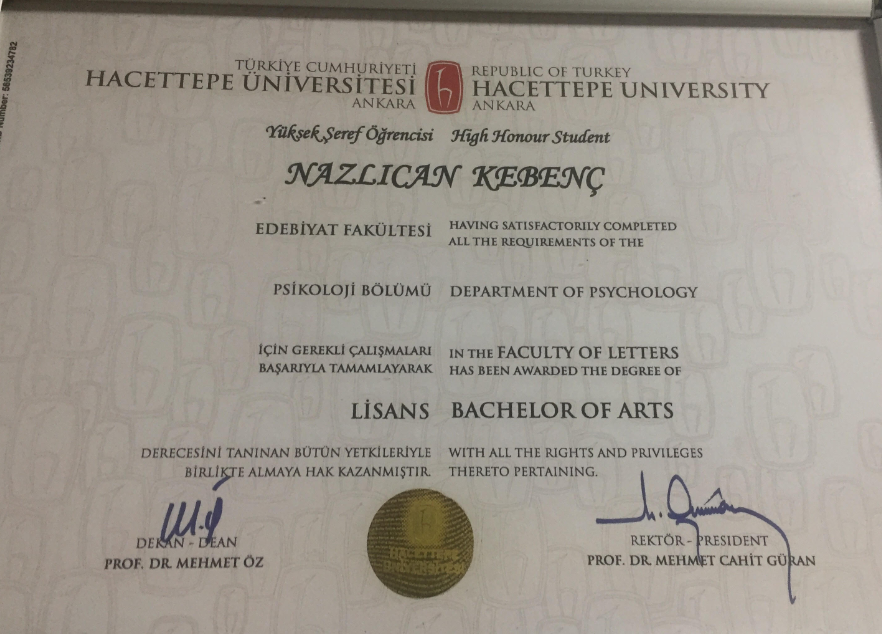 Number: 56539234762
TÜRKİYE CUMHURİYETİ
HACETTEPE ÜNİVERSİTESİ
ANKARA
REPUBLIC OF TURKEY
HACETTEPE UNIVERSITY
ANKARA
Yüksek Şeref Öğrencisi High Honour Student
NAZLICAN KEBENÇ
EDEBİYAT FAKÜLTESİ
HAVING SATISFACTORILY COMPLETED
ALL THE REQUIREMENTS OF THE
PSİKOLOJİ BÖLÜMÜ DEPARTMENT OF PSYCHOLOGY
İÇİN GEREKLİ ÇALIŞMALARI
BAŞARIYLA TAMAMLAYARAK
IN THE FACULTY OF LETTERS
HAS BEEN AWARDED THE DEGREE OF
LİSANS BACHELOR OF ARTS
DERECESİNİ TANINAN BÜTÜN YETKİLERİYLE
BİRLİKTE ALMAYA HAK KAZANMIŞTIR.
WITH ALL THE RIGHTS AND PRIVILEGES
THERETO PERTAINING.
DEKAN - DEAN
PROF. DR. MEHMET ÖZ
HACETTEPE
ÜNİVERSİTESİ
REKTÖR - PRESIDENT
PROF. DR. MEHMET CAHİT GÜRAN